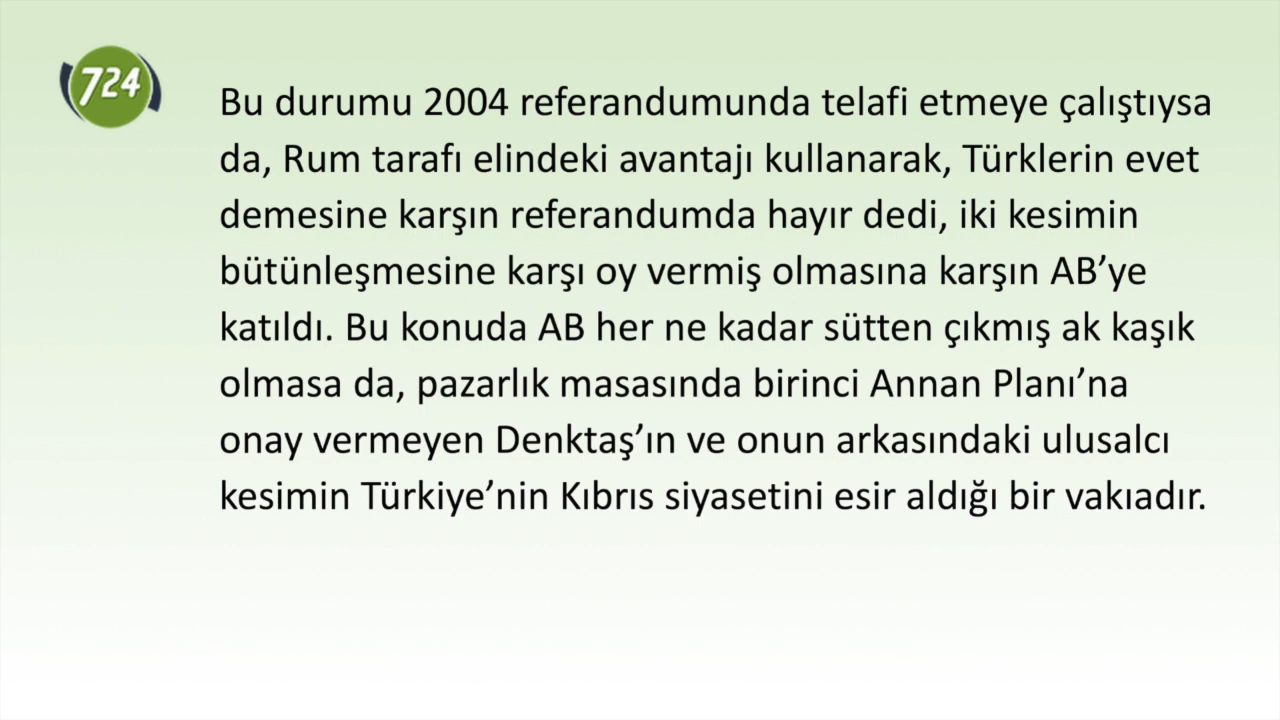 724
Bu durumu 2004 referandumunda telafi etmeye çalıştıysa
da, Rum tarafı elindeki avantajı kullanarak, Türklerin evet
demesine karşın referandumda hayır dedi, iki kesimin
bütünleşmesine karşı oy vermiş olmasına karşın AB’ye
katıldı. Bu konuda AB her ne kadar sütten çıkmış ak kaşık
olmasa da, pazarlık masasında birinci Annan Planı’na
onay vermeyen Denktaş’ın ve onun arkasındaki ulusalcı
kesimin Türkiye’nin Kıbrıs siyasetini esir aldığı bir vakıadır.